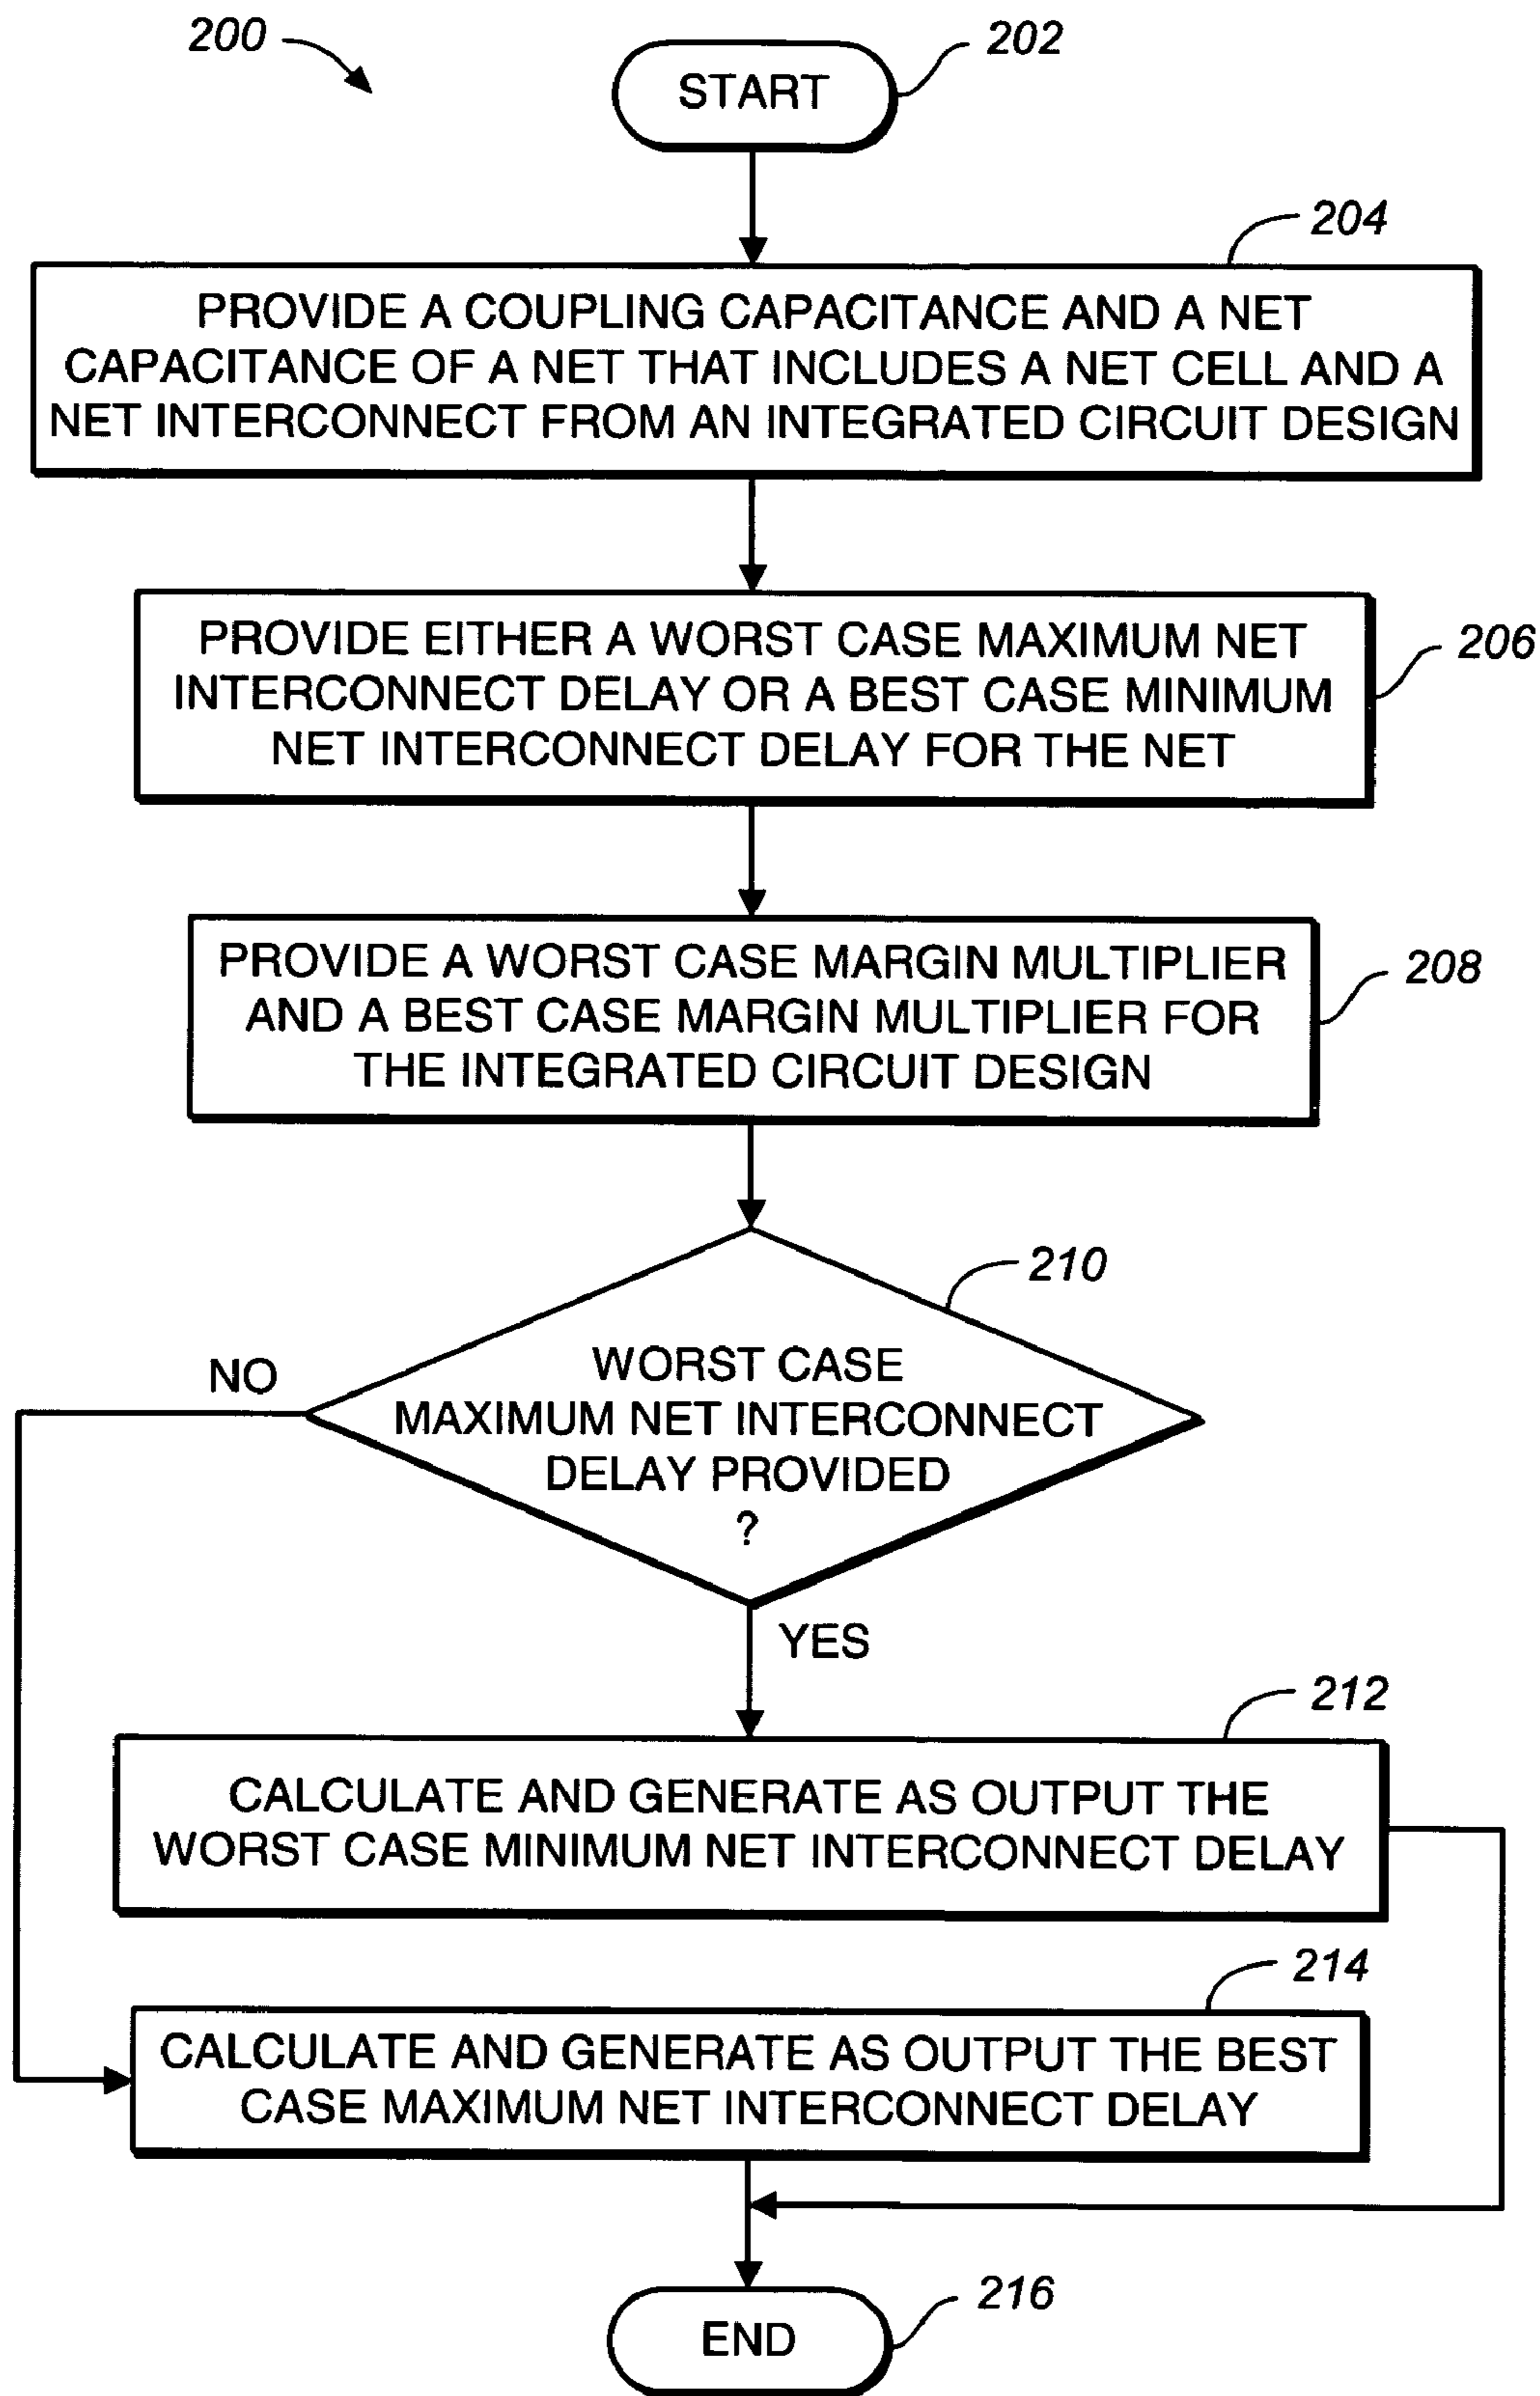 200
START
202
204
PROVIDE A COUPLING CAPACITANCE AND A NET
CAPACITANCE OF A NET THAT INCLUDES A NET CELL AND A
NET INTERCONNECT FROM AN INTEGRATED CIRCUIT DESIGN
PROVIDE EITHER A WORST CASE MAXIMUM NET
INTERCONNECT DELAY OR A BEST CASE MINIMUM
NET INTERCONNECT DELAY FOR THE NET
206
PROVIDE A WORST CASE MARGIN MULTIPLIER
AND A BEST CASE MARGIN MULTIPLIER FOR
THE INTEGRATED CIRCUIT DESIGN
208
210
WORST CASE
MAXIMUM NET INTERCONNECT
DELAY PROVIDED
?
NO
YES
212
CALCULATE AND GENERATE AS OUTPUT THE
WORST CASE MINIMUM NET INTERCONNECT DELAY
214
CALCULATE AND GENERATE AS OUTPUT THE BEST
CASE MAXIMUM NET INTERCONNECT DELAY
END
216